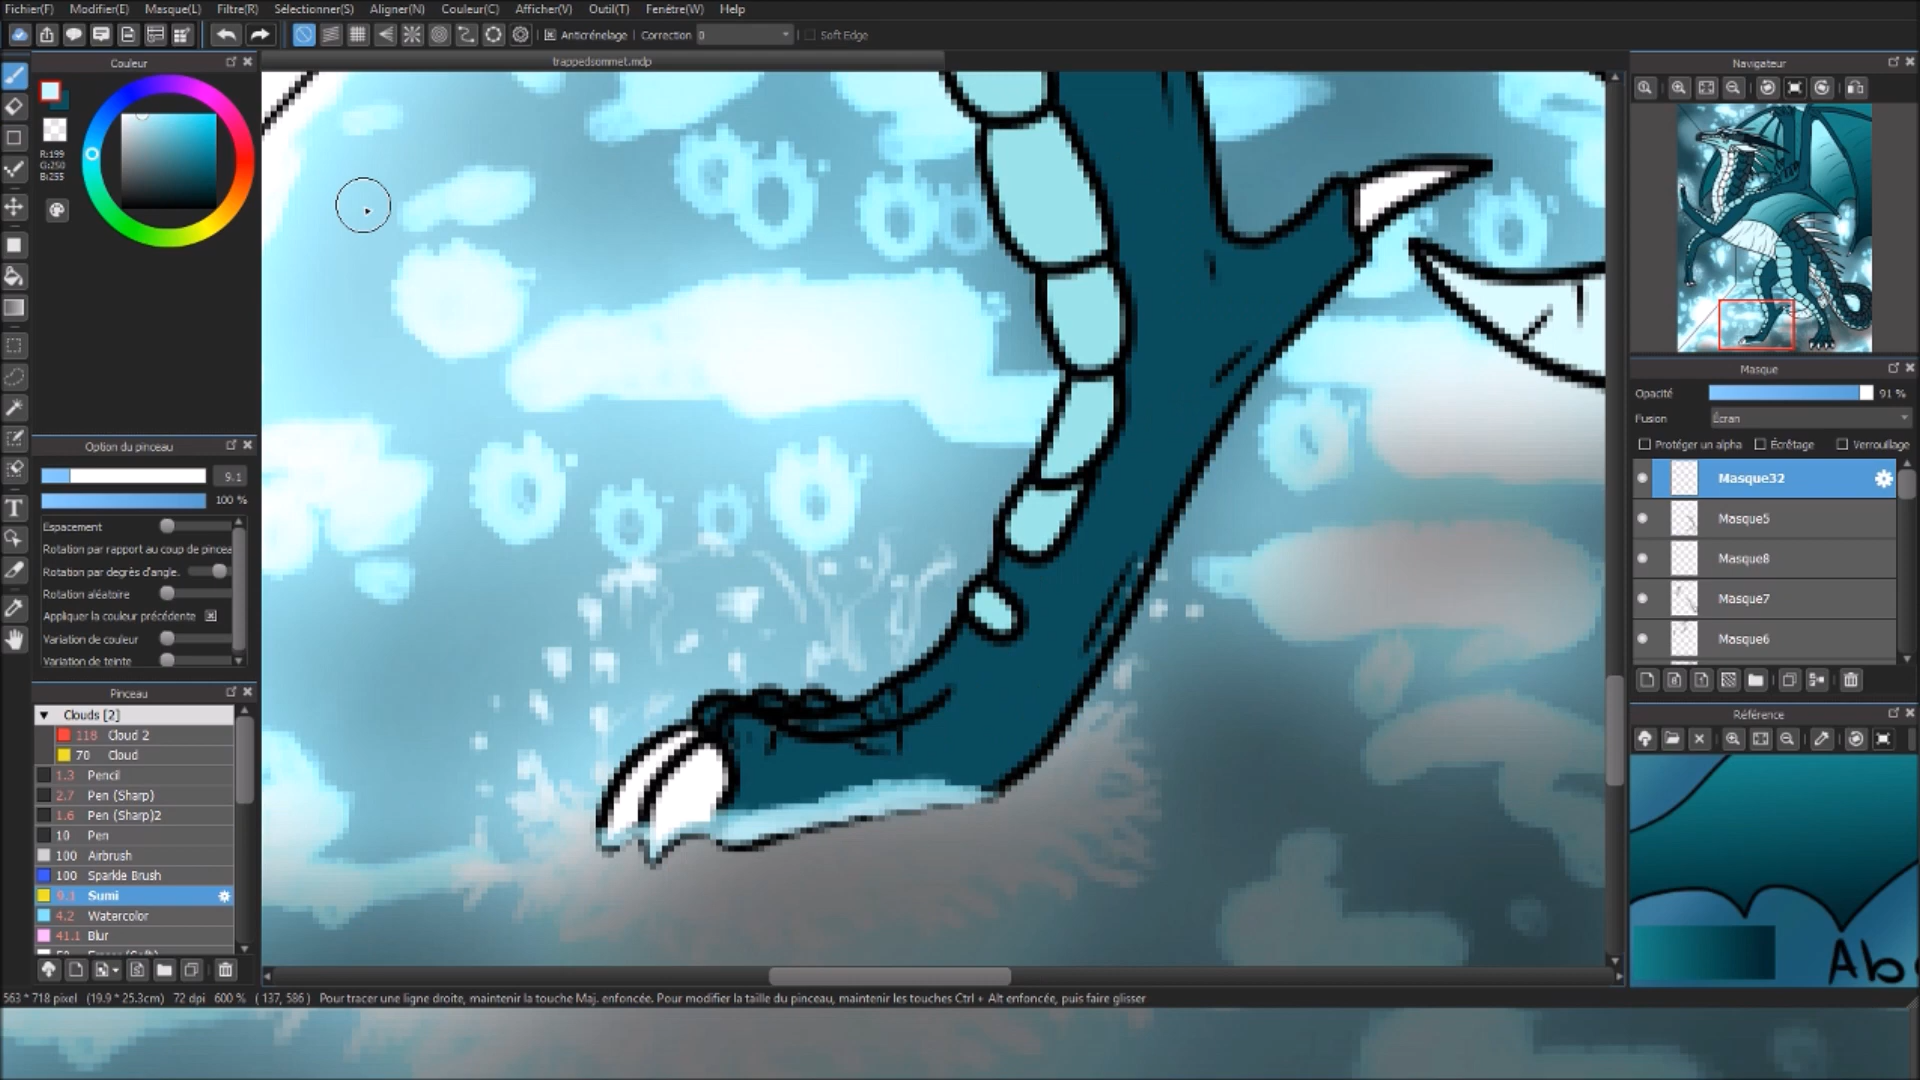 Fichier(F) Modifier(E) Masque(L) Filtre(R) Sélectionner(S) Aligner(N) Couleur(C) Afficher(V) Outil(T) Fenêtre(W) Help
Anticrénelage Correction 0 Soft Edge
trappedsommet.mdp
Couleur
R:199
G:250
B:255
Option du pinceau
9.1
100 %
Espacement
Rotation par rapport au coup de pincea
Rotation par degrés d'angle.
Rotation aléatoire
Appliquer la couleur précédente
Variation de couleur
Variation de teinte
Pinceau
Clouds [2]
118 Cloud 2
70 Cloud
1.3 Pencil
2.7 Pen (Sharp)
1.6 Pen (Sharp)2
10 Pen
100 Airbrush
100 Sparkle Brush
9.1 Sumi
4.2 Watercolor
41.1 Blur
Navigateur
Masque
Opacité 91 %
Fusion Écran
Protéger un alpha Écrêtage Verrouillage
Masque32
Masque5
Masque8
Masque7
Masque6
Référence
Ab
563 * 718 pixel (19.9 * 25.3cm) 72 dpi 600 % ( 137, 586 ) Pour tracer une ligne droite, maintenir la touche Maj. enfoncée. Pour modifier la taille du pinceau, maintenir les touches Ctrl + Alt enfoncée, puis faire glisser